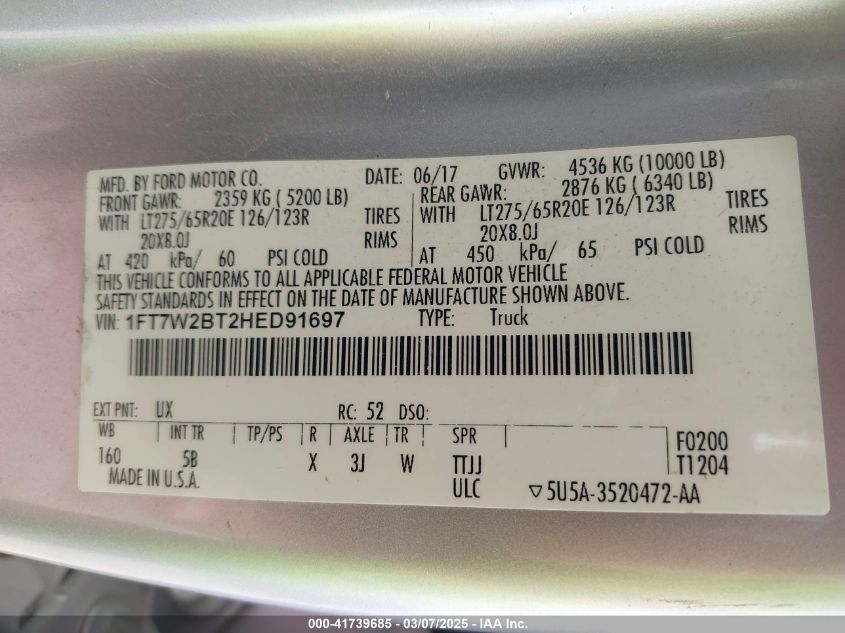 MFD. BY FORD MOTOR CO. DATE: 06/17 GVWR: 4536 KG (10000 LB)
FRONT GAWR: 2359 KG ( 5200 LB) REAR GAWR: 2876 KG ( 6340 LB)
WITH LT275/65R20E 126/123R TIRES WITH LT275/65R20E 126/123R TIRES
20X8.0J RIMS 20X8.0J RIMS
AT 420 kPa/ 60 PSI COLD AT 450 kPa/ 65 PSI COLD
THIS VEHICLE CONFORMS TO ALL APPLICABLE FEDERAL MOTOR VEHICLE
SAFETY STANDARDS IN EFFECT ON THE DATE OF MANUFACTURE SHOWN ABOVE.
VIN: 1FT7W2BT2HED91697 TYPE: Truck
EXT PNT: UX RC: 52 DSO:
WB INT TR TP/PS R AXLE TR SPR F0200
160 5B X 3J W TTJJ T1204
MADE IN U.S.A. ULC ▽5U5A-3520472-AA
000-41739685 - 03/07/2025 - IAA Inc.